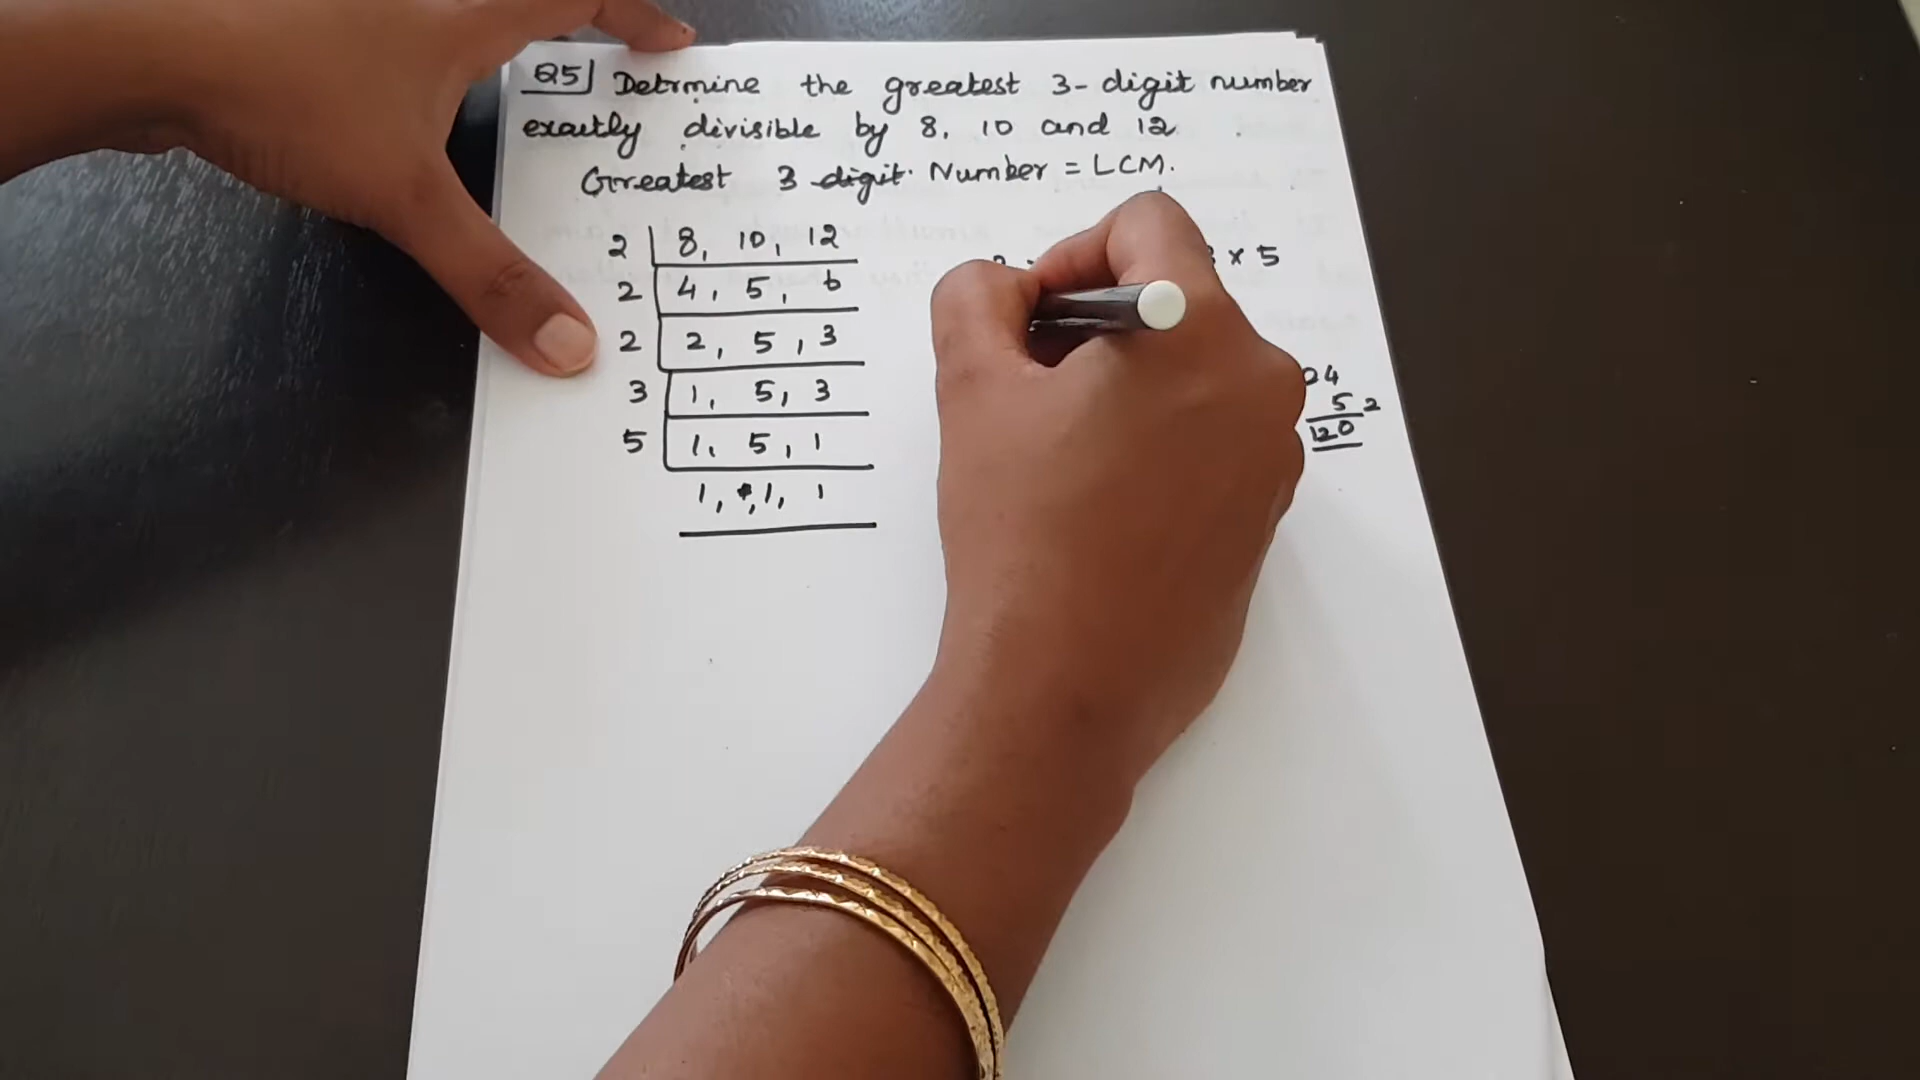 Q5 Detrmine the greatest 3-digit number
exactly divisible by 8, 10 and 12
Greatest 3 digit. Number = LCM.
2 8, 10, 12
2 4, 5, 6
2 2, 5, 3
3 1, 5, 3
5 1, 5, 1
1, 1, 1
x 5
24
5 2
120